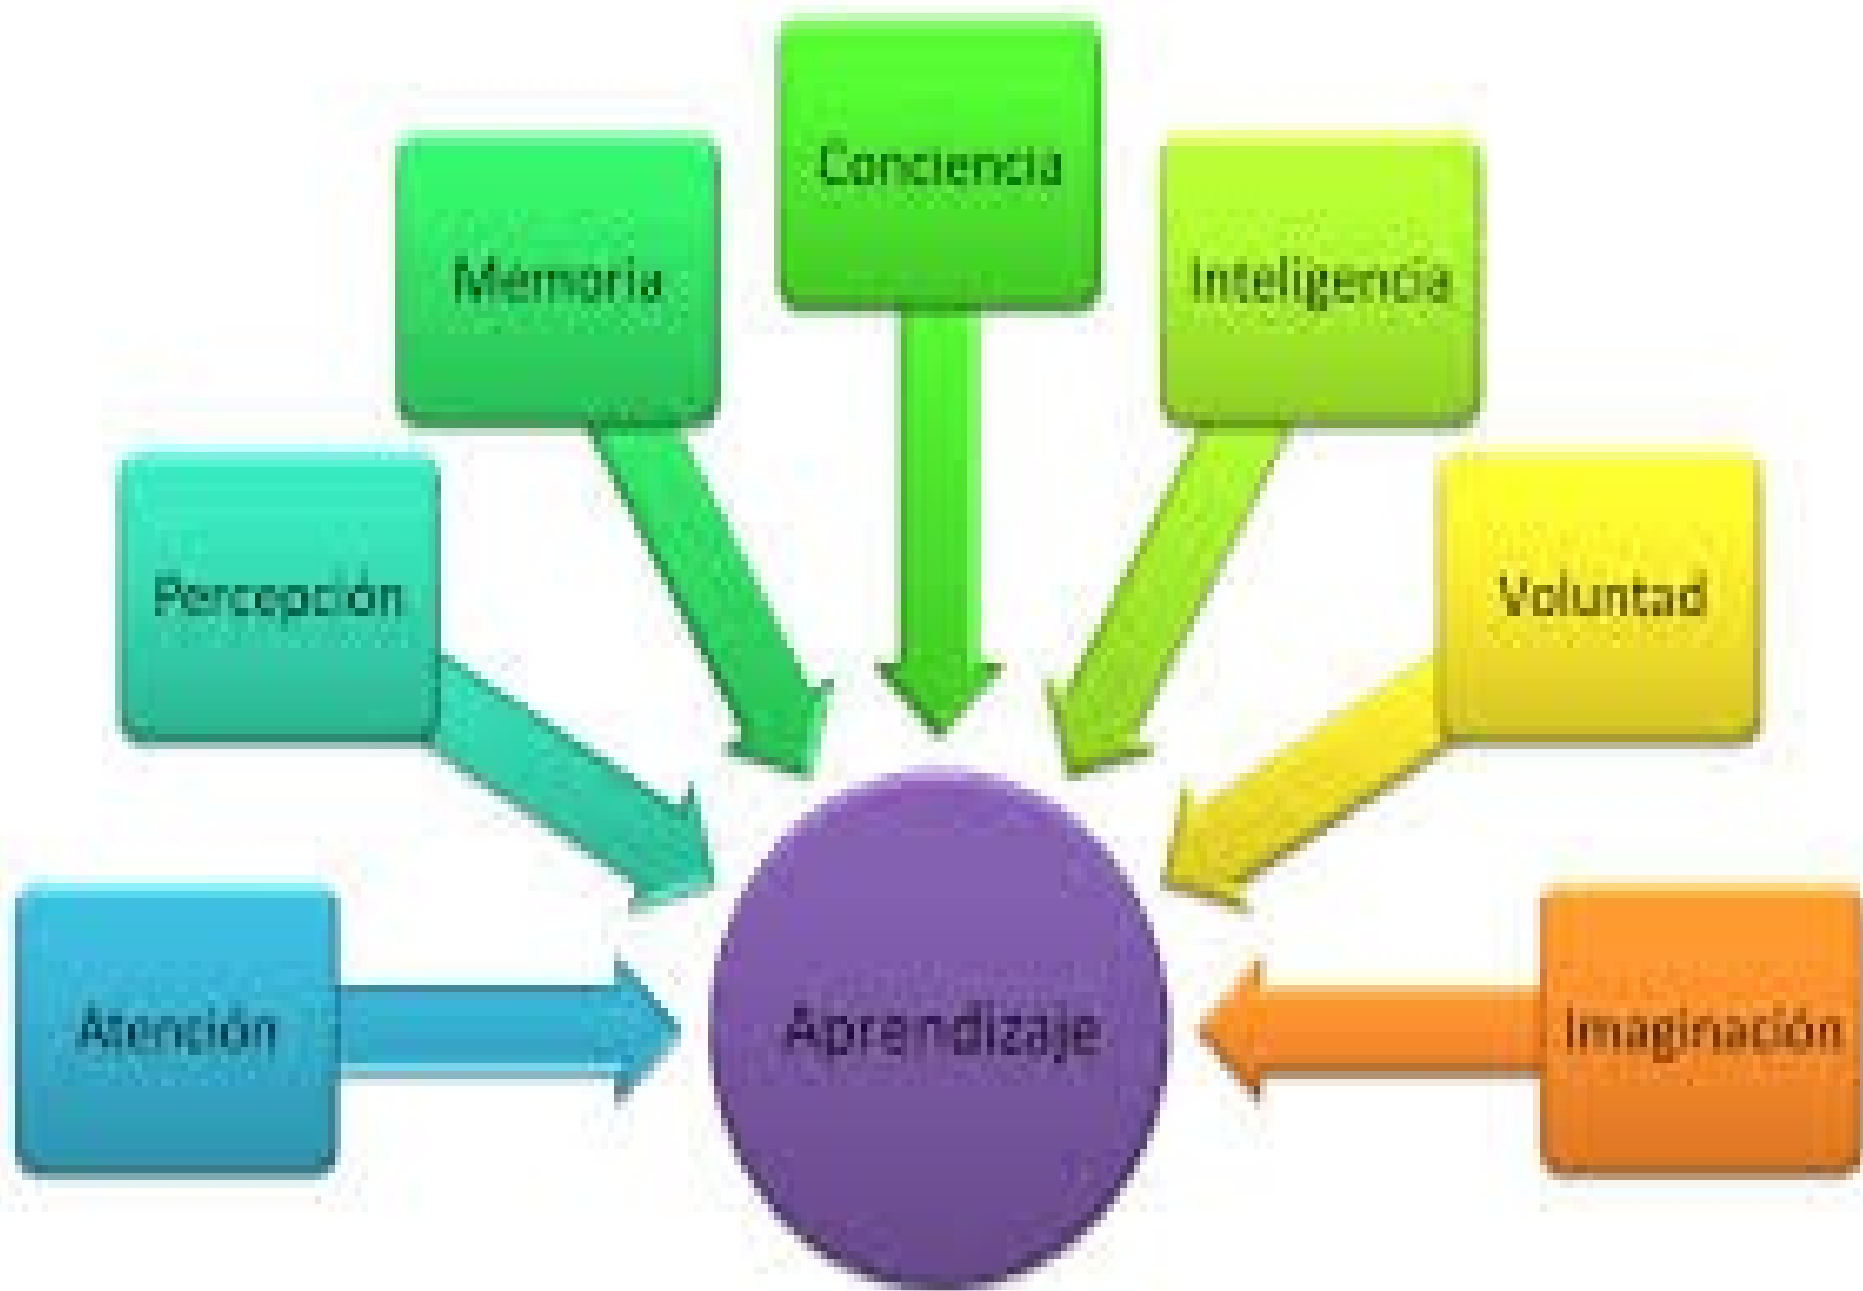 Conciencia
Memoria
Inteligencia
Percepción
Voluntad
Atención
Aprendizaje
Imaginación